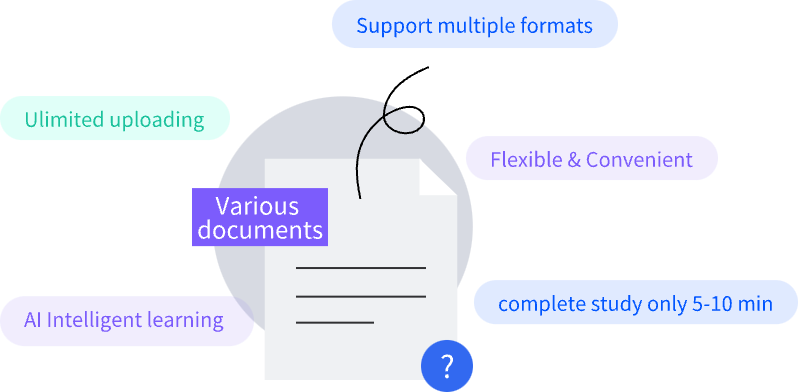 Support multiple formats
Ulimited uploading
Flexible & Convenient
Various
documents
complete study only 5-10 min
AI Intelligent learning
?